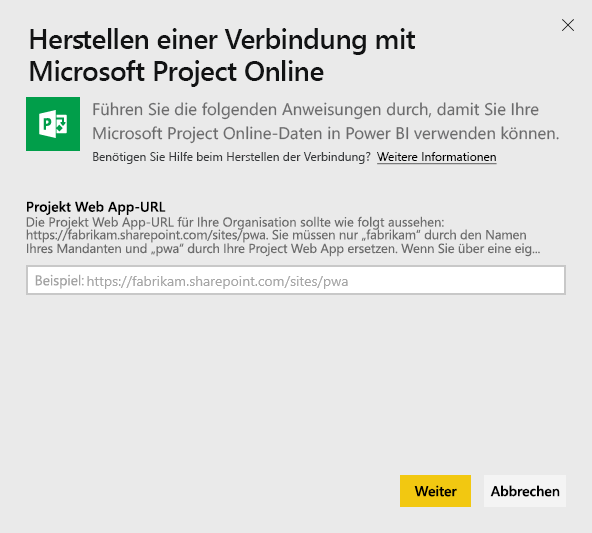 Herstellen einer Verbindung mit
Microsoft Project Online
Führen Sie die folgenden Anweisungen durch, damit Sie Ihre
Microsoft Project Online-Daten in Power BI verwenden können.
Benötigen Sie Hilfe beim Herstellen der Verbindung? Weitere Informationen
Projekt Web App-URL
Die Projekt Web App-URL für Ihre Organisation sollte wie folgt aussehen:
https://fabrikam.sharepoint.com/sites/pwa. Sie müssen nur „fabrikam“ durch den Namen
Ihres Mandanten und „pwa“ durch Ihre Project Web App ersetzen. Wenn Sie über eine eig...
Beispiel: https://fabrikam.sharepoint.com/sites/pwa
Weiter Abbrechen